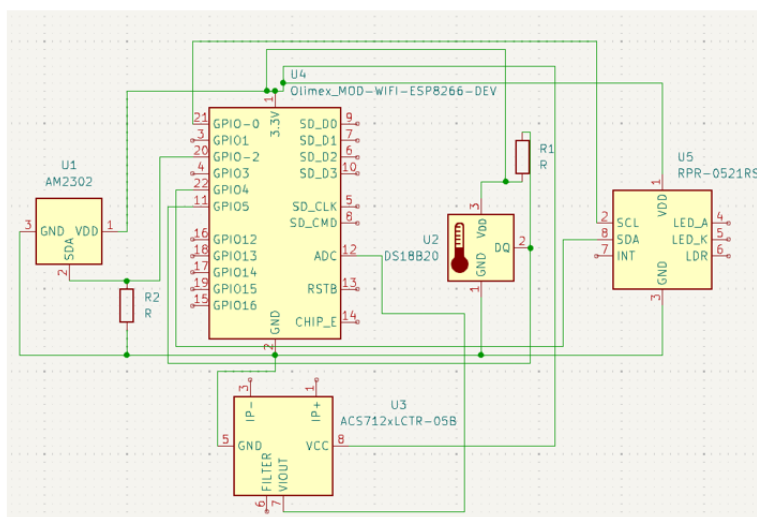 U4
Olimex_MOD-WIFI-ESP8266-DEV
1
3.3V
21 GPIO-0
3 GPIO1
20 GPIO-2
4 GPIO3
22 GPIO4
11 GPIO5
16 GPIO12
18 GPIO13
17 GPIO14
19 GPIO15
15 GPIO16
SD_D0 9
SD_D1 7
SD_D2 6
SD_D3 10
SD_CLK 5
SD_CMD 8
ADC 12
RSTB 13
CHIP_E 14
GND
2
U1
AM2302
3 GND VDD 1
SDA
2
R2
R
R1
R
U2
DS18B20
3
VDD
DQ 2
GND
1
U5
RPR-0521RS
1
VDD
2 SCL
8 SDA
7 INT
LED_A 4
LED_K 5
LDR 6
GND
3
U3
ACS712xLCTR-05B
3
IP-
1
IP+
5 GND
VCC 8
FILTER
VIOUT
6
7